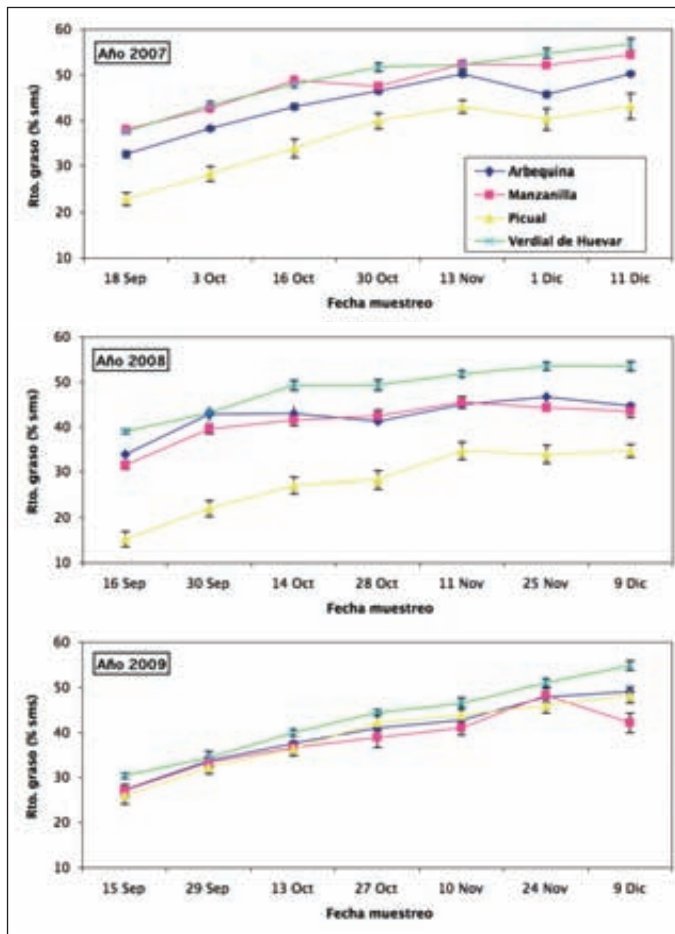 Año 2007
Rto. graso (% sms)
60
50
40
30
20
10
Arbequina
Manzanilla
Picual
Verdial de Huevar
18 Sep 3 Oct 16 Oct 30 Oct 13 Nov 1 Dic 11 Dic
Fecha muestreo
Año 2008
Rto. graso (% sms)
60
50
40
30
20
10
16 Sep 30 Sep 14 Oct 28 Oct 11 Nov 25 Nov 9 Dic
Fecha muestreo
Año 2009
Rto. graso (% sms)
60
50
40
30
20
10
15 Sep 29 Sep 13 Oct 27 Oct 10 Nov 24 Nov 9 Dic
Fecha muestreo